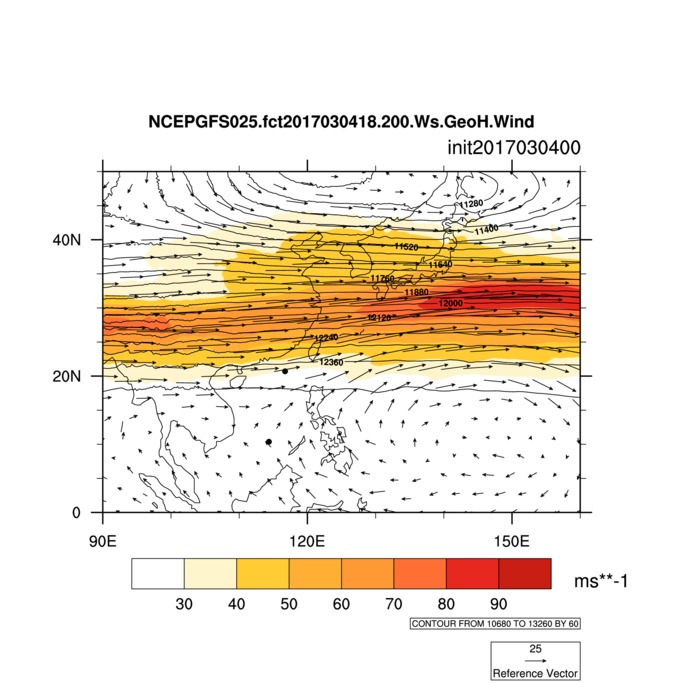 NCEPGFS025.fct2017030418.200.Ws.GeoH.Wind
init2017030400
11280
11400
40N
11520
11640
11760
11880
12000
12120
12240
12360
20N
0
90E
120E
150E
ms**-1
30
40
50
60
70
80
90
CONTOUR FROM 10680 TO 13260 BY 60
25
Reference Vector